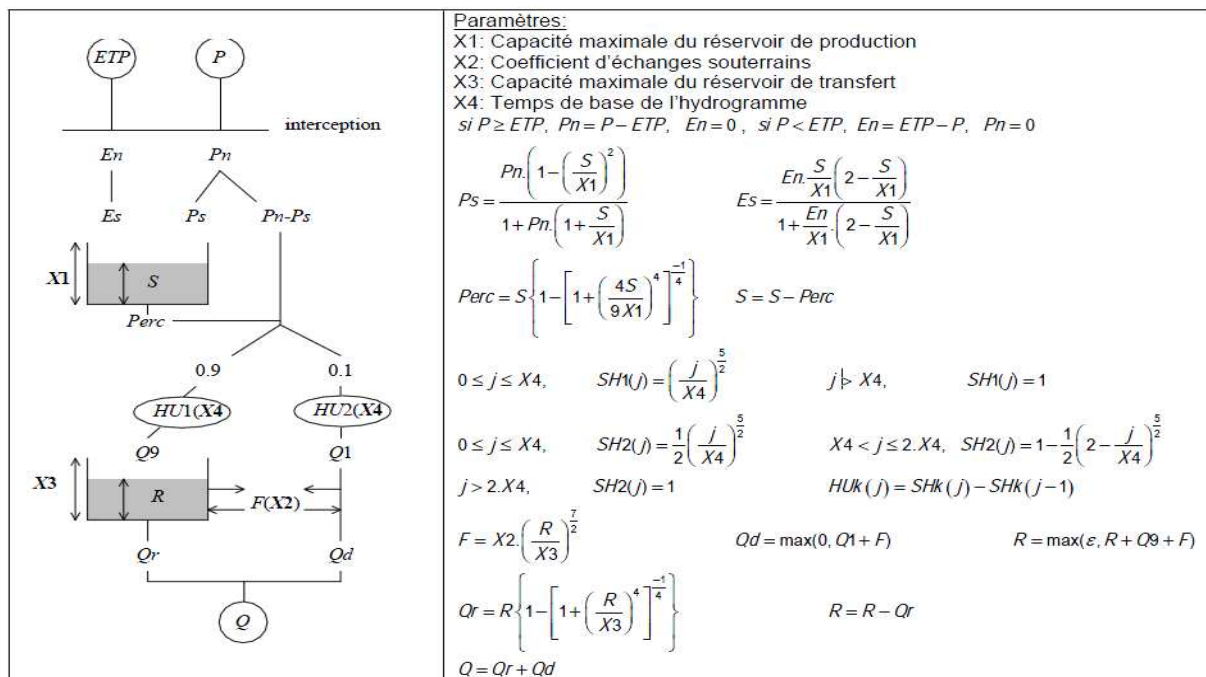 ETP P
interception
En Pn
Es Ps Pn-Ps
X1 S
Perc
0.9 0.1
HU1(X4 HU2(X4
Q9 Q1
X3 R F(X2)
Qr Qd
Q
Paramètres:
X1: Capacité maximale du réservoir de production
X2: Coefficient d'échanges souterrains
X3: Capacité maximale du réservoir de transfert
X4: Temps de base de l'hydrogramme
si P ≥ ETP, Pn = P − ETP, En = 0 , si P < ETP, En = ETP − P, Pn = 0
Ps = Pn.(1 − (S/X1)^2) / (1 + Pn.(1 + S/X1)) Es = En.S/X1(2 − S/X1) / (1 + En/X1.(2 − S/X1))
Perc = S{1 − [1 + (4S/9X1)^4]^(−1/4)} S = S − Perc
0 ≤ j ≤ X4, SH1(j) = (j/X4)^(5/2) j > X4, SH1(j) = 1
0 ≤ j ≤ X4, SH2(j) = 1/2(j/X4)^(5/2) X4 < j ≤ 2.X4, SH2(j) = 1 − 1/2(2 − j/X4)^(5/2)
j > 2.X4, SH2(j) = 1 HUk(j) = SHk(j) − SHk(j − 1)
F = X2.(R/X3)^(7/2) Qd = max(0, Q1 + F) R = max(ε, R + Q9 + F)
Qr = R{1 − [1 + (R/X3)^4]^(−1/4)} R = R − Qr
Q = Qr + Qd